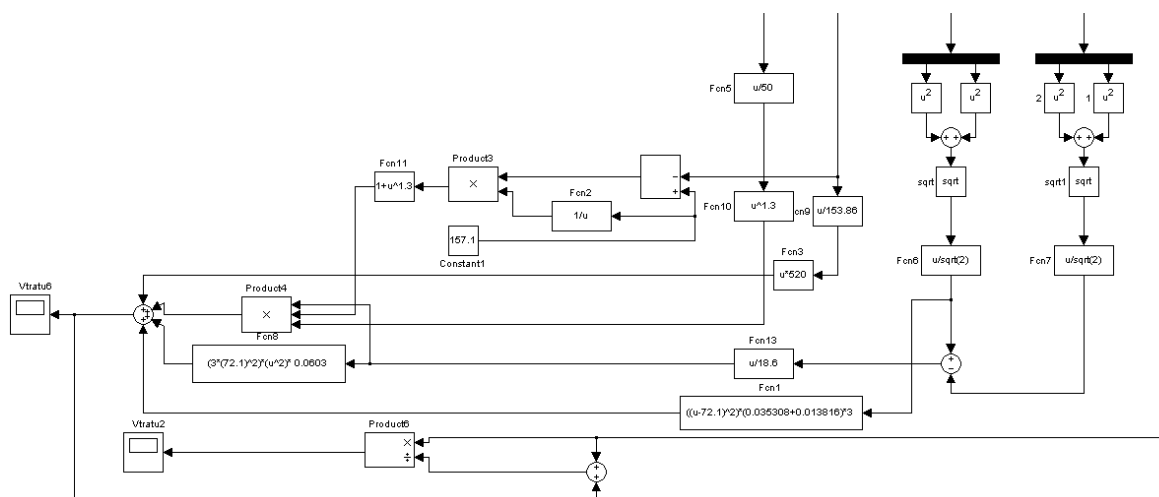 Fcn5
u/50
u^2
u^2
2
u^2
1
u^2
+ +
+ +
Fcn11
1+u^1.3
Product3
×
−
+
sqrt
sqrt
sqrt1
sqrt
Fcn2
1/u
Fcn10
u^1.3
cn9
u/153.86
157.1
Constant1
Fcn3
u*520
Fcn6
u/sqrt(2)
Fcn7
u/sqrt(2)
Vtratu6
Product4
×
Fcn8
(3*(72.1)^2)*(u^2)* 0.0603
Fcn13
u/18.6
+
−
Fcn1
((u-72.1)^2)*(0.035308+0.013816)*3
Vtratu2
Product6
×
÷
+
+